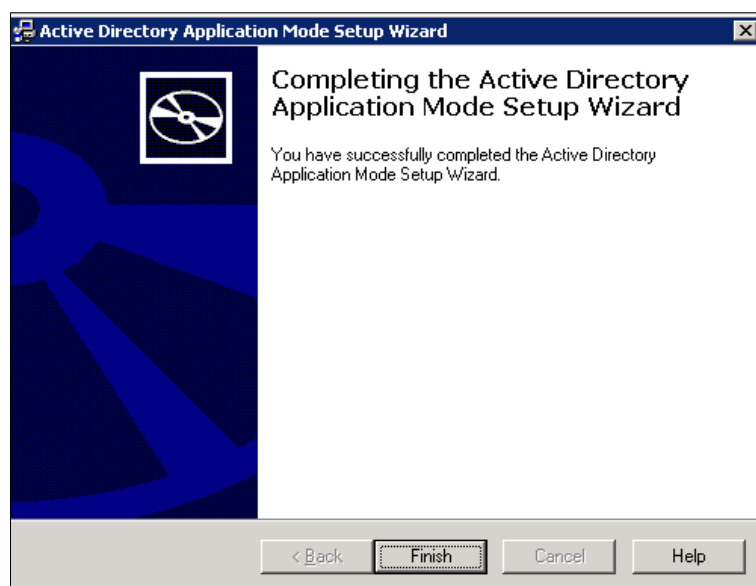 Active Directory Application Mode Setup Wizard
Completing the Active Directory
Application Mode Setup Wizard
You have successfully completed the Active Directory
Application Mode Setup Wizard.
< Back Finish Cancel Help